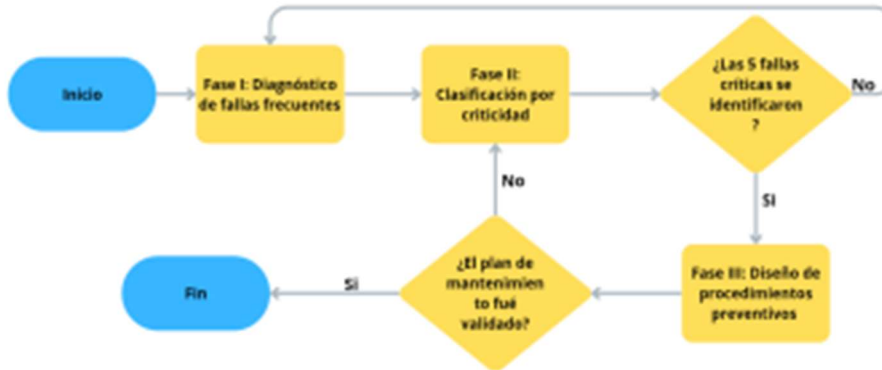 Inicio
Fase I: Diagnóstico
de fallas frecuentes
Fase II:
Clasificación por
criticidad
¿Las 5 fallas
críticas se
identificaron
?
No
Si
No
Fase III: Diseño de
procedimientos
preventivos
¿El plan de
mantenimien
to fué
validado?
Si
Fin